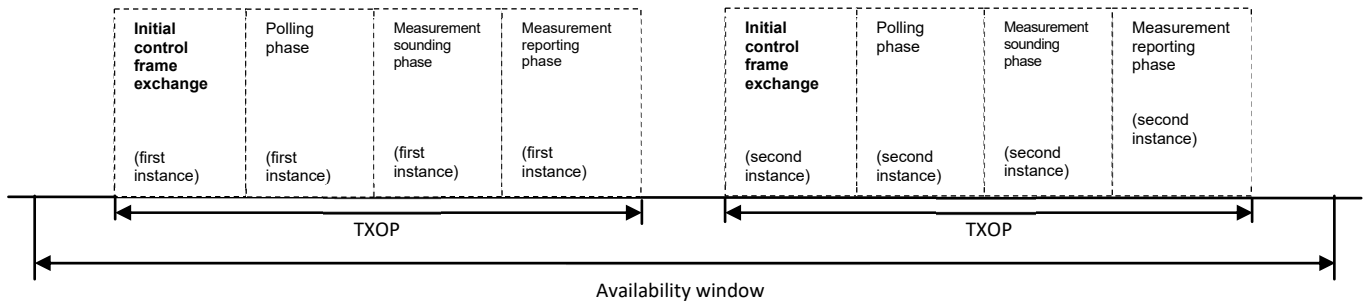 Initial
control
frame
exchange
(first
instance)
Polling
phase
(first
instance)
Measurement
sounding
phase
(first
instance)
Measurement
reporting
phase
(first
instance)
Initial
control
frame
exchange
(second
instance)
Polling
phase
(second
instance)
Measurement
sounding
phase
(second
instance)
Measurement
reporting
phase
(second
instance)
TXOP
TXOP
Availability window